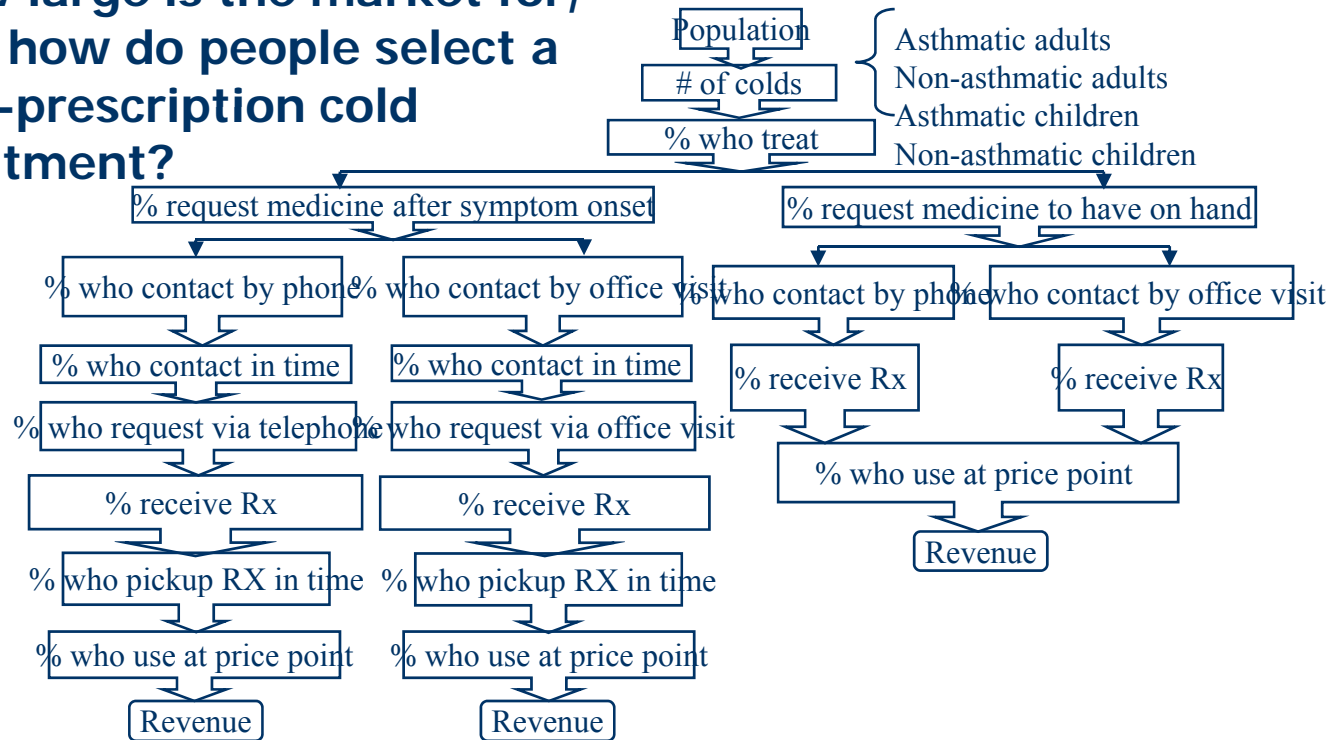 large is the market for/
how do people select a
-prescription cold
tment?
Population
# of colds
% who treat
Asthmatic adults
Non-asthmatic adults
Asthmatic children
Non-asthmatic children
% request medicine after symptom onset
% request medicine to have on hand
% who contact by phone
% who contact by office visit
% who contact by phone
% who contact by office visit
% who contact in time
% who contact in time
% receive Rx
% receive Rx
% who request via telephone
% who request via office visit
% who use at price point
% receive Rx
% receive Rx
Revenue
% who pickup RX in time
% who pickup RX in time
% who use at price point
% who use at price point
Revenue
Revenue